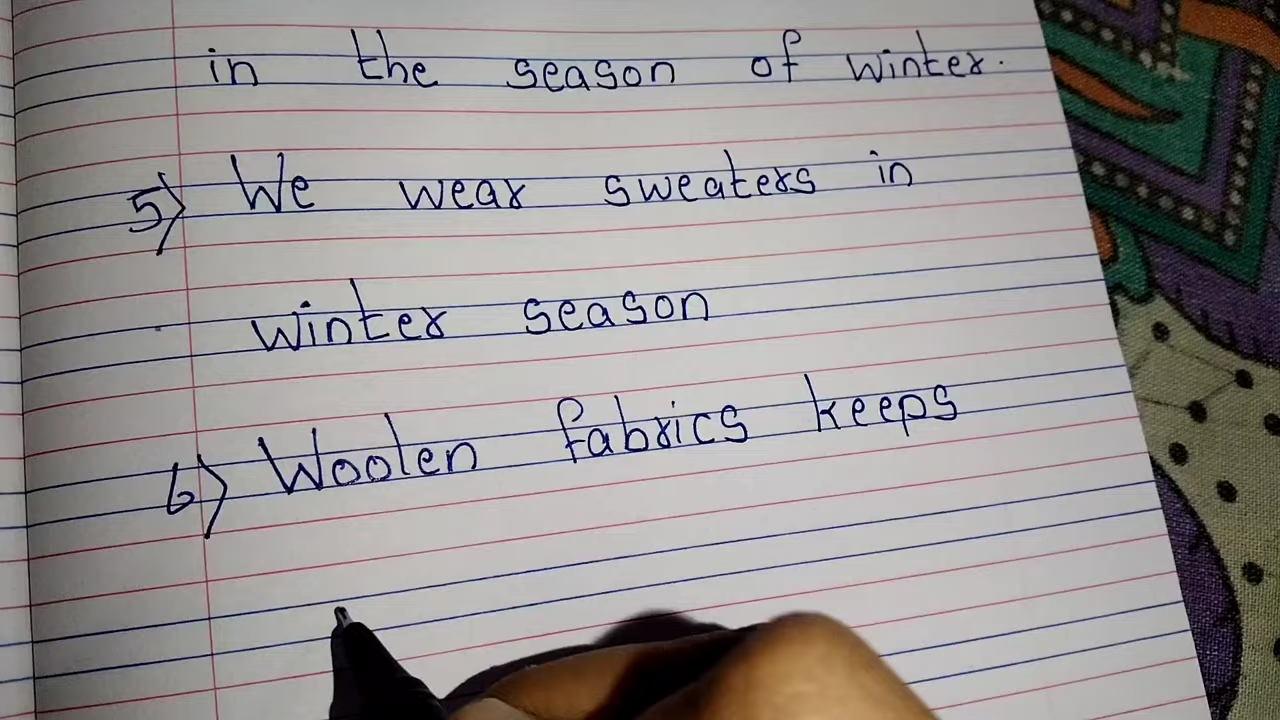 in the season of winter.
5) We wear sweaters in
winter season
6) Woolen fabrics keeps